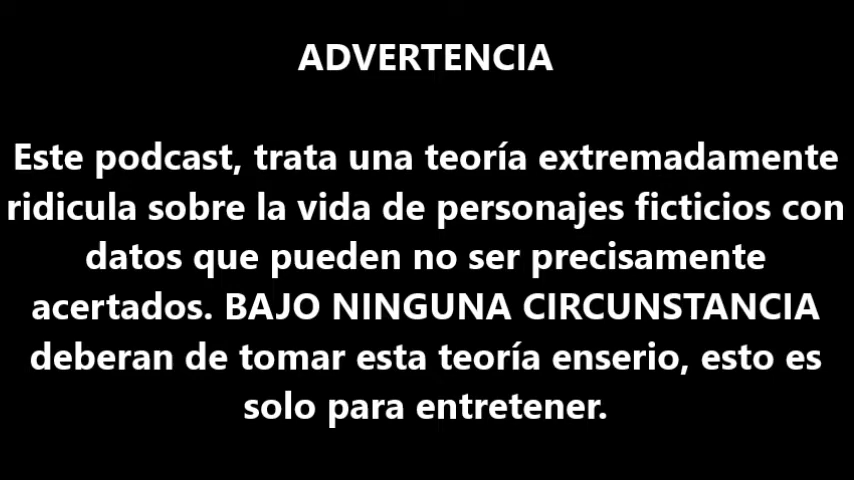 ADVERTENCIA
Este podcast, trata una teoría extremadamente
ridicula sobre la vida de personajes ficticios con
datos que pueden no ser precisamente
acertados. BAJO NINGUNA CIRCUNSTANCIA
deberan de tomar esta teoría enserio, esto es
solo para entretener.